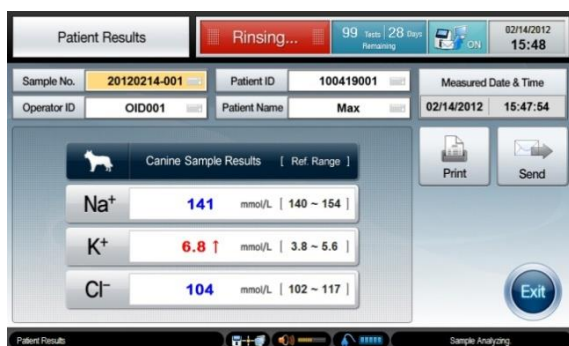 Patient Results
Rinsing...
99 Tests 28 Days
Remaining
ON
02/14/2012
15:48
Sample No. 20120214-001 Patient ID 100419001 Measured Date & Time
Operator ID OID001 Patient Name Max 02/14/2012 15:47:54
Canine Sample Results [ Ref. Range ]
Print Send
Na+ 141 mmol/L [ 140 ~ 154 ]
K+ 6.8 ↑ mmol/L [ 3.8 ~ 5.6 ]
Cl− 104 mmol/L [ 102 ~ 117 ]
Exit
Patient Results Sample Analyzing.